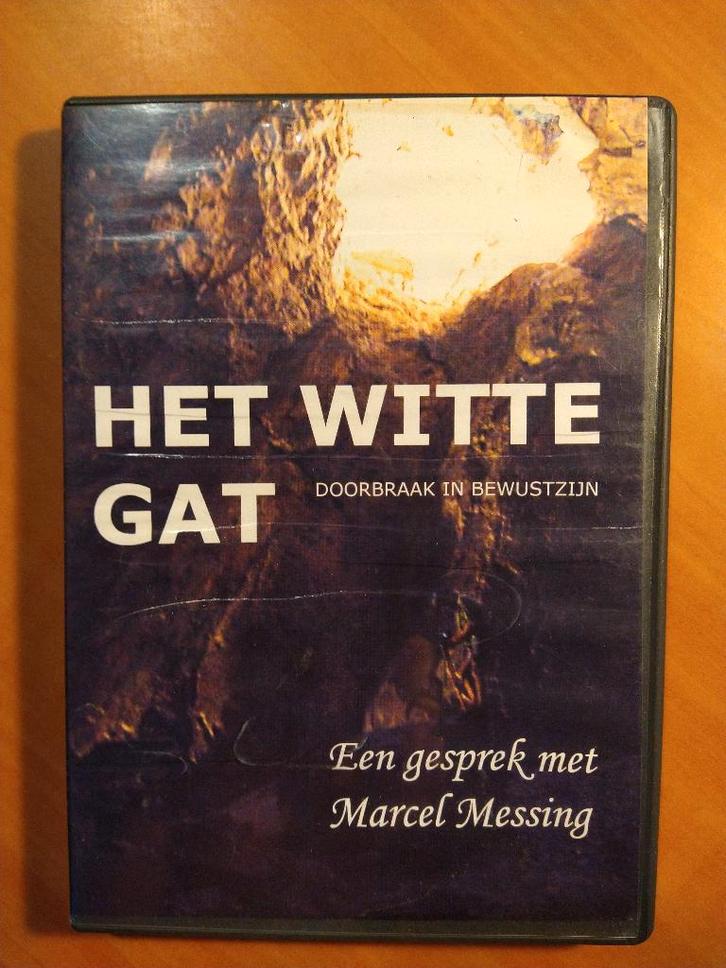 HET WITTE
GAT DOORBRAAK IN BEWUSTZIJN
Een gesprek met
Marcel Messing